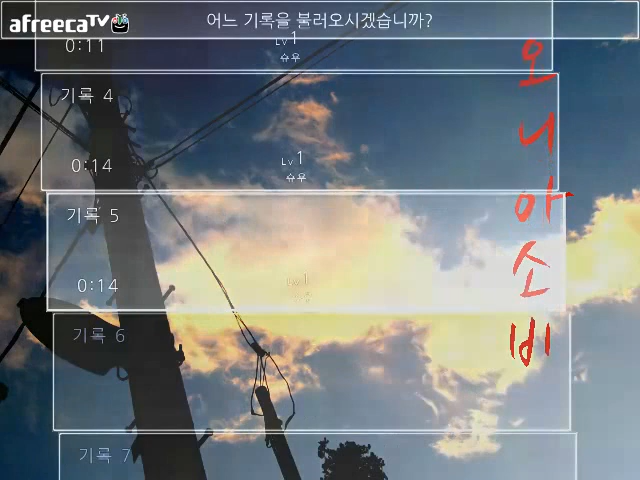 afreecaTV
어느 기록을 불러오시겠습니까?
0:11
Lv1
슈우
기록 4
0:14
Lv1
슈우
기록 5
0:14
Lv1
기록 6
기록 7
오
니
아
소
비